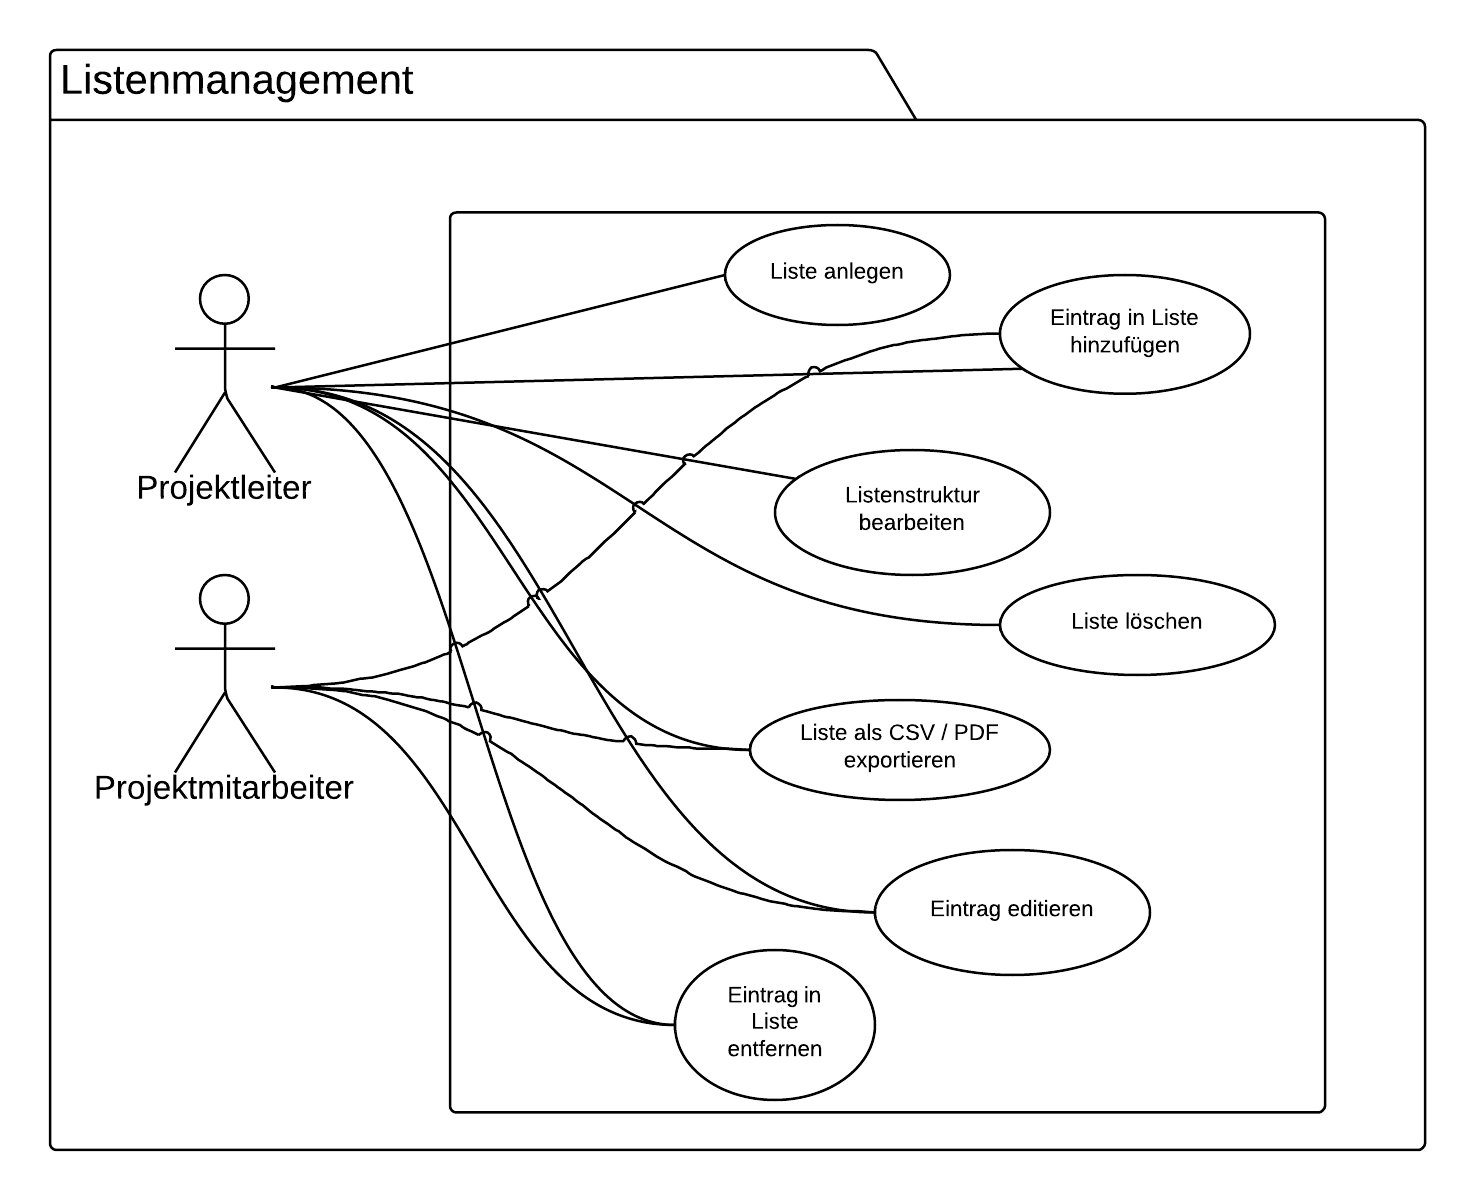 Listenmanagement
Liste anlegen
Eintrag in Liste
hinzufügen
Projektleiter
Listenstruktur
bearbeiten
Liste löschen
Projektmitarbeiter
Liste als CSV / PDF
exportieren
Eintrag editieren
Eintrag in
Liste
entfernen